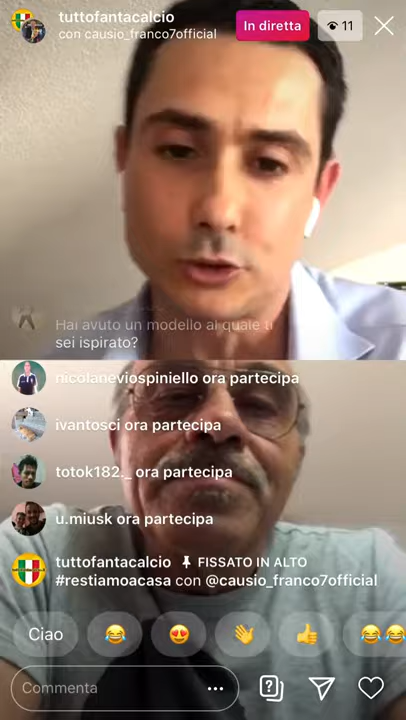 tuttofantacalcio
con causio_franco7official
In diretta
11
Hai avuto un modello al quale ti
sei ispirato?
nicolaneviospiniello ora partecipa
ivantosci ora partecipa
totok182._ ora partecipa
u.miusk ora partecipa
tuttofantacalcio FISSATO IN ALTO
#restiamoacasa con @causio_franco7official
Ciao
Commenta